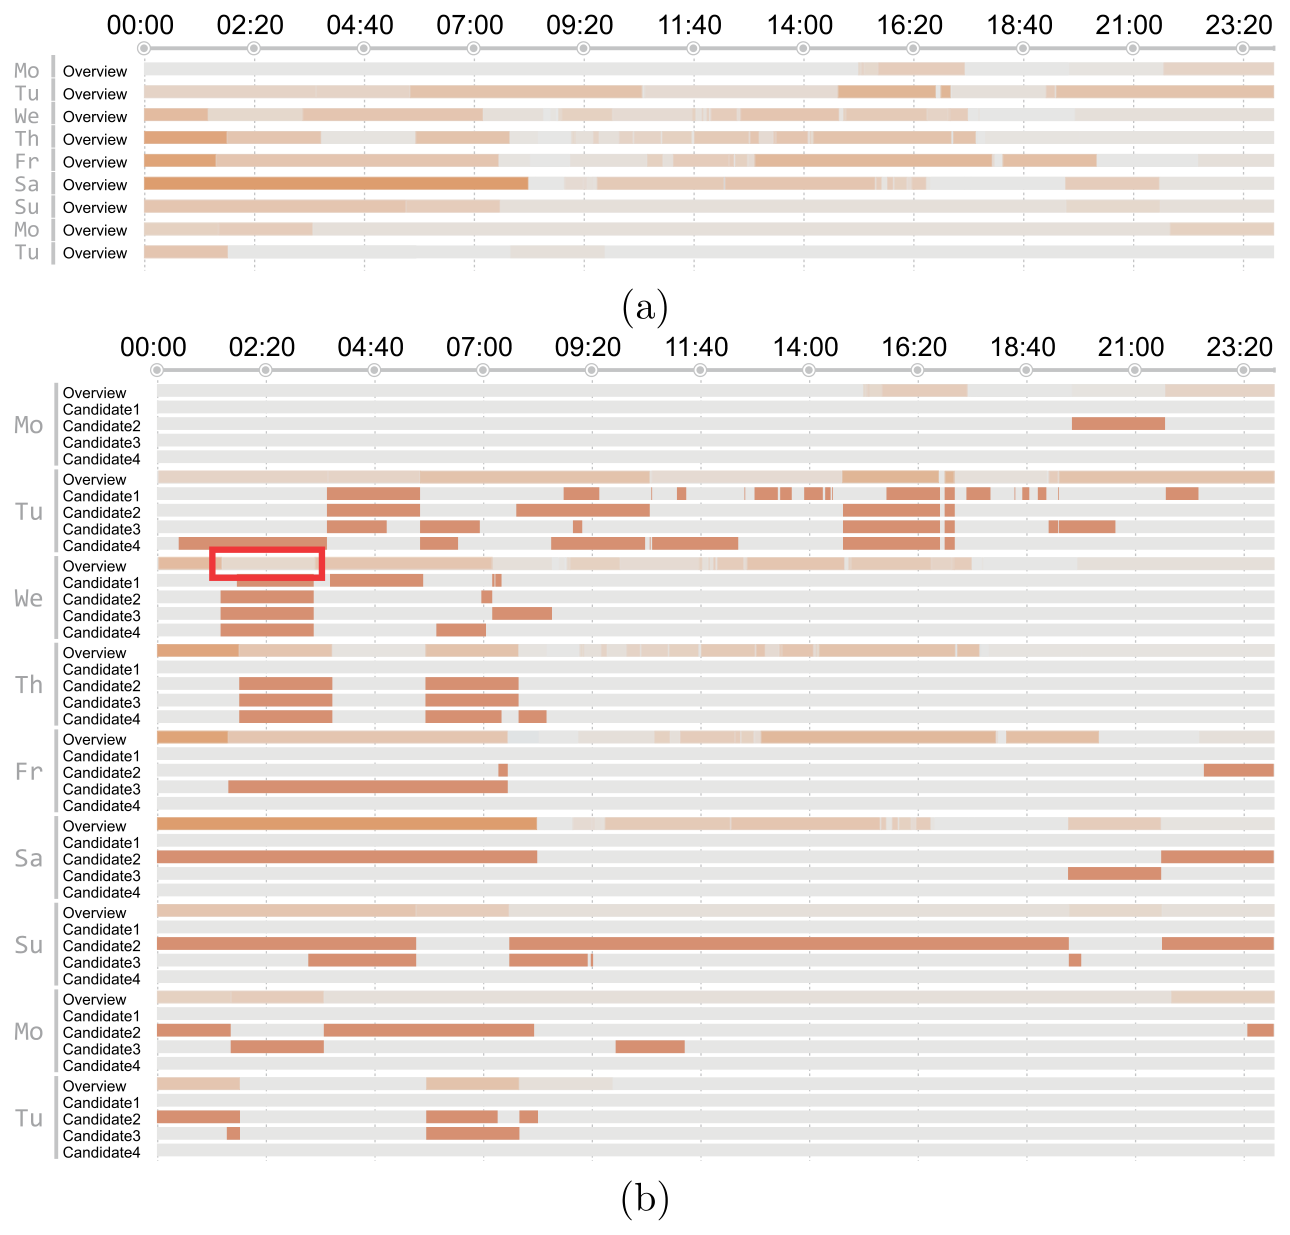 00:00 02:20 04:40 07:00 09:20 11:40 14:00 16:20 18:40 21:00 23:20
Mo Overview
Tu Overview
We Overview
Th Overview
Fr Overview
Sa Overview
Su Overview
Mo Overview
Tu Overview
(a)
00:00 02:20 04:40 07:00 09:20 11:40 14:00 16:20 18:40 21:00 23:20
Overview
Candidate1
Mo Candidate2
Candidate3
Candidate4
Overview
Candidate1
Tu Candidate2
Candidate3
Candidate4
Overview
Candidate1
We Candidate2
Candidate3
Candidate4
Overview
Candidate1
Th Candidate2
Candidate3
Candidate4
Overview
Candidate1
Fr Candidate2
Candidate3
Candidate4
Overview
Candidate1
Sa Candidate2
Candidate3
Candidate4
Overview
Candidate1
Su Candidate2
Candidate3
Candidate4
Overview
Candidate1
Mo Candidate2
Candidate3
Candidate4
Overview
Candidate1
Tu Candidate2
Candidate3
Candidate4
(b)